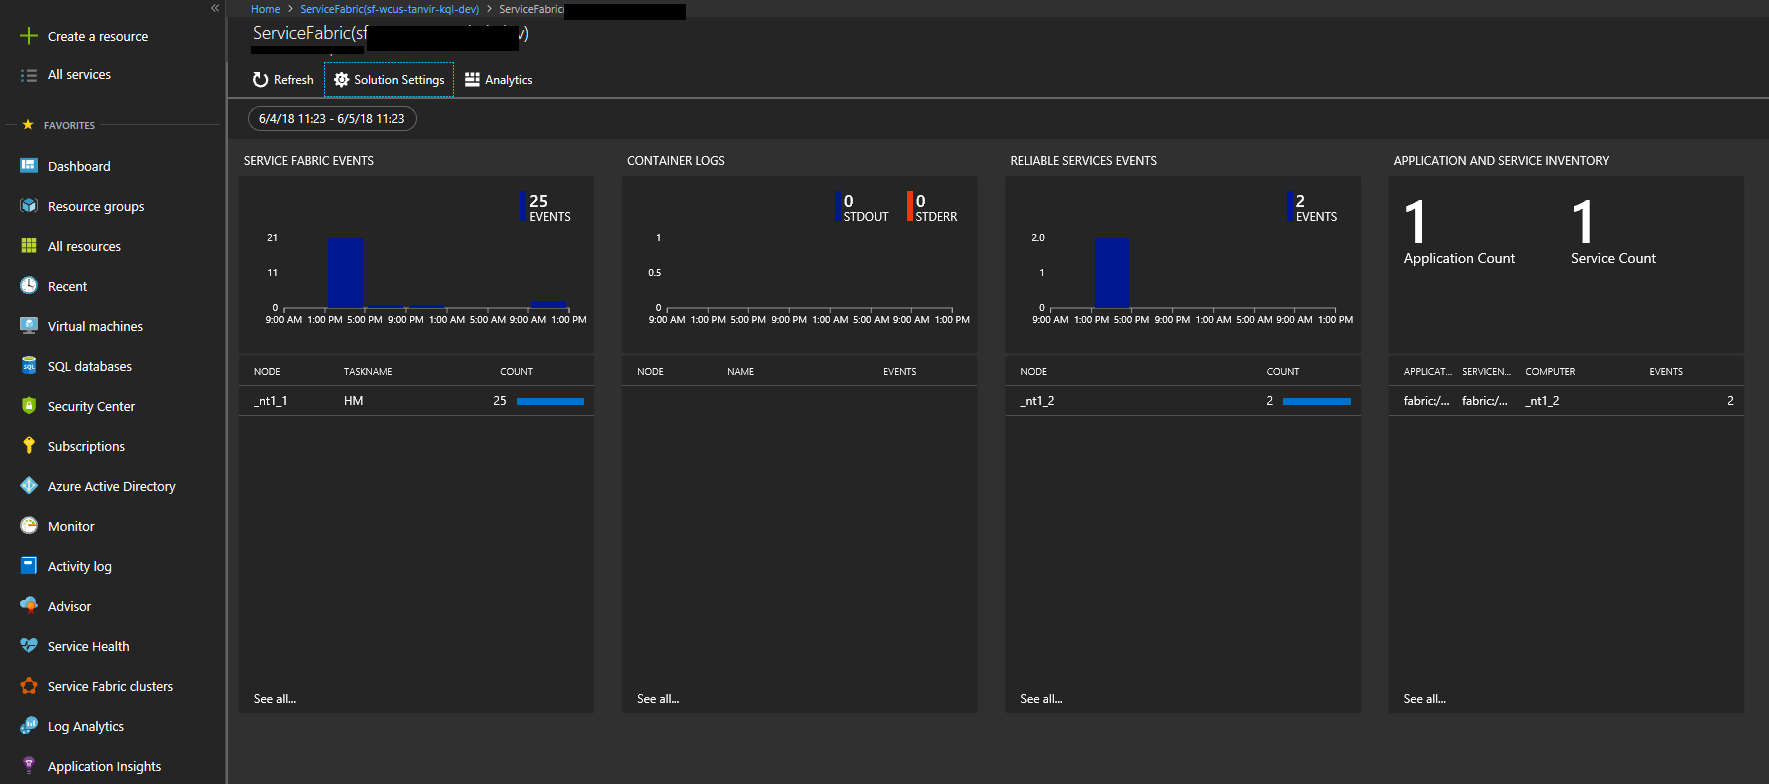 «
Create a resource
All services
FAVORITES
Dashboard
Resource groups
All resources
Recent
Virtual machines
SQL databases
Security Center
Subscriptions
Azure Active Directory
Monitor
Activity log
Advisor
Service Health
Service Fabric clusters
Log Analytics
Application Insights
Home > ServiceFabric(sf-wcus-tanvir-kql-dev) > ServiceFabric
ServiceFabric(sf v)
Refresh Solution Settings Analytics
6/4/18 11:23 - 6/5/18 11:23
SERVICE FABRIC EVENTS
25
EVENTS
21
11
0
9:00 AM 1:00 PM 5:00 PM 9:00 PM 1:00 AM 5:00 AM 9:00 AM 1:00 PM
NODE TASKNAME COUNT
_nt1_1 HM 25
See all...
CONTAINER LOGS
0 0
STDOUT STDERR
1
0.5
0
9:00 AM 1:00 PM 5:00 PM 9:00 PM 1:00 AM 5:00 AM 9:00 AM 1:00 PM
NODE NAME EVENTS
See all...
RELIABLE SERVICES EVENTS
2
EVENTS
2.0
1
0
9:00 AM 1:00 PM 5:00 PM 9:00 PM 1:00 AM 5:00 AM 9:00 AM 1:00 PM
NODE COUNT
_nt1_2 2
See all...
APPLICATION AND SERVICE INVENTORY
1 1
Application Count Service Count
APPLICAT... SERVICEN... COMPUTER EVENTS
fabric:/... fabric:/... _nt1_2 2
See all...